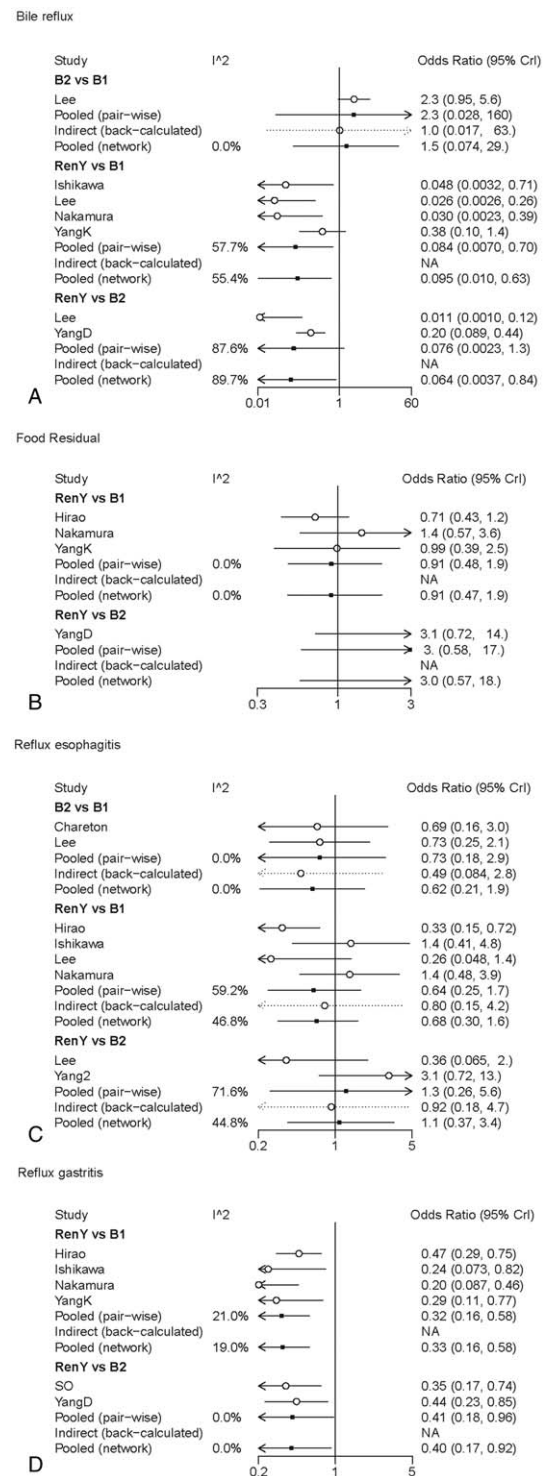 Bile reflux
Study I^2 Odds Ratio (95% CrI)
B2 vs B1
Lee 2.3 (0.95, 5.6)
Pooled (pair-wise) 2.3 (0.028, 160)
Indirect (back-calculated) 1.0 (0.017, 63.)
Pooled (network) 0.0% 1.5 (0.074, 29.)
RenY vs B1
Ishikawa 0.048 (0.0032, 0.71)
Lee 0.026 (0.0026, 0.26)
Nakamura 0.030 (0.0023, 0.39)
YangK 0.38 (0.10, 1.4)
Pooled (pair-wise) 57.7% 0.084 (0.0070, 0.70)
Indirect (back-calculated) NA
Pooled (network) 55.4% 0.095 (0.010, 0.63)
RenY vs B2
Lee 0.011 (0.0010, 0.12)
YangD 0.20 (0.089, 0.44)
Pooled (pair-wise) 87.6% 0.076 (0.0023, 1.3)
Indirect (back-calculated) NA
Pooled (network) 89.7% 0.064 (0.0037, 0.84)
A
0.01 1 60
Food Residual
Study I^2 Odds Ratio (95% CrI)
RenY vs B1
Hirao 0.71 (0.43, 1.2)
Nakamura 1.4 (0.57, 3.6)
YangK 0.99 (0.39, 2.5)
Pooled (pair-wise) 0.0% 0.91 (0.48, 1.9)
Indirect (back-calculated) NA
Pooled (network) 0.0% 0.91 (0.47, 1.9)
RenY vs B2
YangD 3.1 (0.72, 14.)
Pooled (pair-wise) 3. (0.58, 17.)
Indirect (back-calculated) NA
Pooled (network) 3.0 (0.57, 18.)
B
0.3 1 3
Reflux esophagitis
Study I^2 Odds Ratio (95% CrI)
B2 vs B1
Chareton 0.69 (0.16, 3.0)
Lee 0.73 (0.25, 2.1)
Pooled (pair-wise) 0.0% 0.73 (0.18, 2.9)
Indirect (back-calculated) 0.49 (0.084, 2.8)
Pooled (network) 0.0% 0.62 (0.21, 1.9)
RenY vs B1
Hirao 0.33 (0.15, 0.72)
Ishikawa 1.4 (0.41, 4.8)
Lee 0.26 (0.048, 1.4)
Nakamura 1.4 (0.48, 3.9)
Pooled (pair-wise) 59.2% 0.64 (0.25, 1.7)
Indirect (back-calculated) 0.80 (0.15, 4.2)
Pooled (network) 46.8% 0.68 (0.30, 1.6)
RenY vs B2
Lee 0.36 (0.065, 2.)
Yang2 3.1 (0.72, 13.)
Pooled (pair-wise) 71.6% 1.3 (0.26, 5.6)
Indirect (back-calculated) 0.92 (0.18, 4.7)
Pooled (network) 44.8% 1.1 (0.37, 3.4)
C
0.2 1 5
Reflux gastritis
Study I^2 Odds Ratio (95% CrI)
RenY vs B1
Hirao 0.47 (0.29, 0.75)
Ishikawa 0.24 (0.073, 0.82)
Nakamura 0.20 (0.087, 0.46)
YangK 0.29 (0.11, 0.77)
Pooled (pair-wise) 21.0% 0.32 (0.16, 0.58)
Indirect (back-calculated) NA
Pooled (network) 19.0% 0.33 (0.16, 0.58)
RenY vs B2
SO 0.35 (0.17, 0.74)
YangD 0.44 (0.23, 0.85)
Pooled (pair-wise) 0.0% 0.41 (0.18, 0.96)
Indirect (back-calculated) NA
Pooled (network) 0.0% 0.40 (0.17, 0.92)
D
0.2 1 5